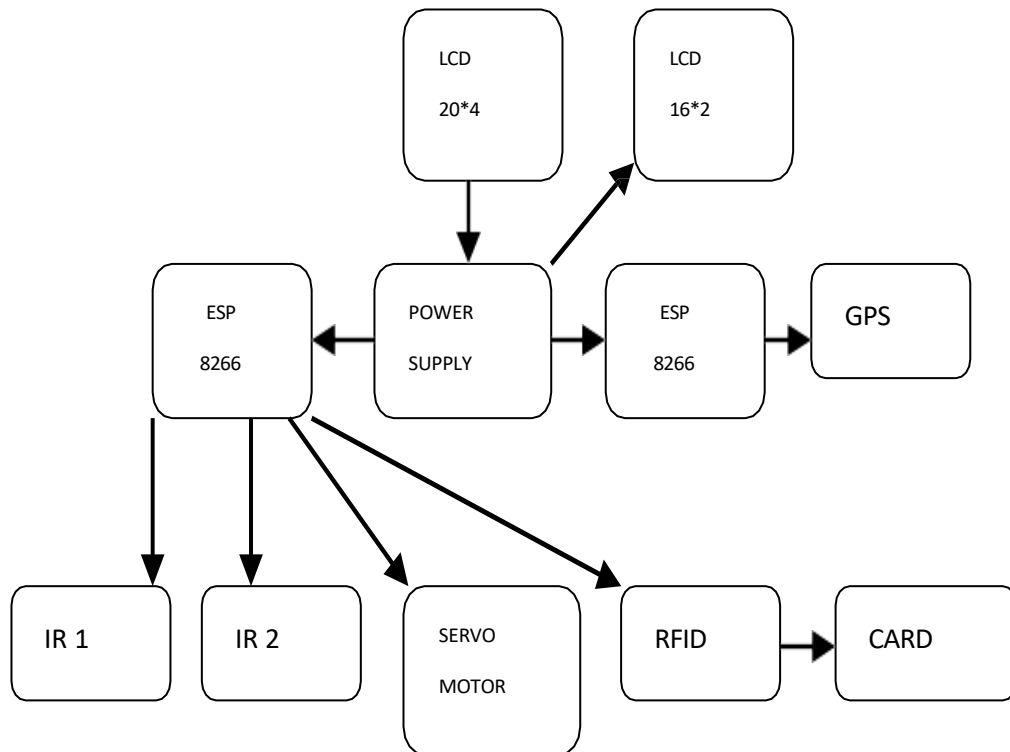 LCD
20*4
LCD
16*2
ESP
8266
POWER
SUPPLY
ESP
8266
GPS
IR 1
IR 2
SERVO
MOTOR
RFID
CARD